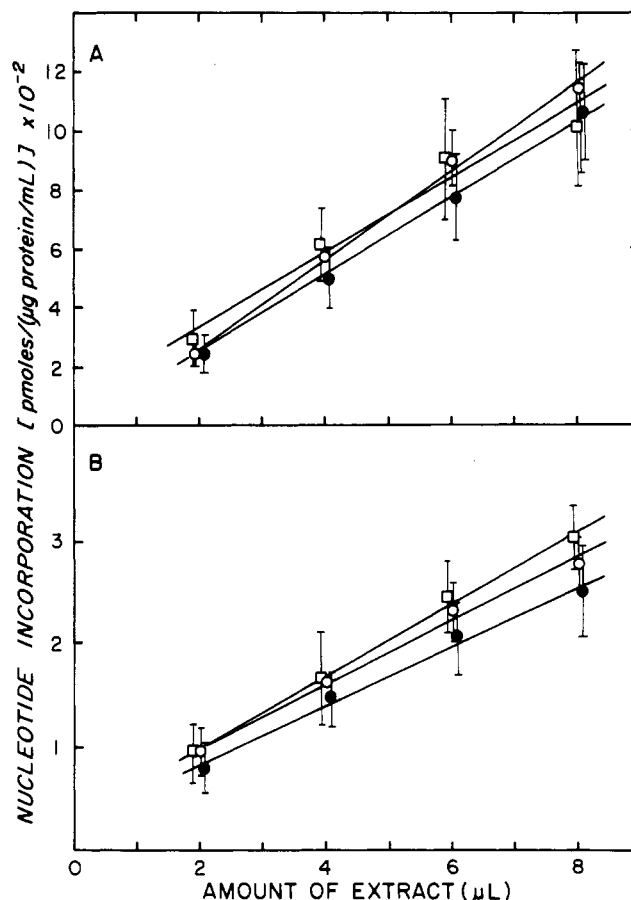 NUCLEOTIDE INCORPORATION [pmoles/(μg protein/mL)] x10⁻²
A
12
10
8
6
4
2
0
B
3
2
1
0 2 4 6 8
AMOUNT OF EXTRACT (μL)